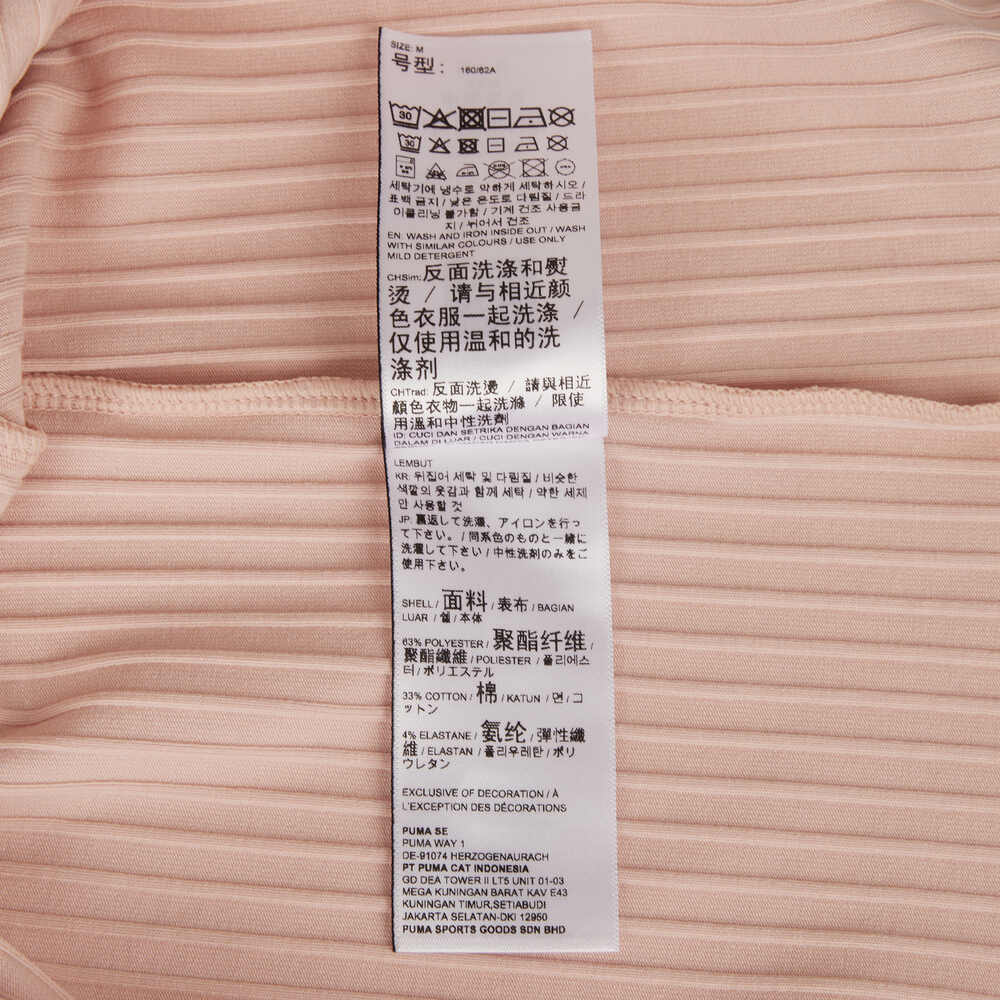 SIZE: M
号型: 160/62A
30
30
세탁기에 냉수로 약하게 세탁하시오 /
표백 금지 / 낮은 온도로 다림질 / 드라
이클리닝 불가함 / 기계 건조 사용금
지 / 뉘어서 건조
EN: WASH AND IRON INSIDE OUT / WASH
WITH SIMILAR COLOURS / USE ONLY
MILD DETERGENT
CHSim: 反面洗涤和熨
烫 / 请与相近颜
色衣服一起洗涤 /
仅使用温和的洗
涤剂
CHTrad: 反面洗燙 / 請與相近
顏色衣物一起洗滌 / 限使
用溫和中性洗劑
ID: CUCI DAN SETRIKA DENGAN BAGIAN
DALAM DI LUAR / CUCI DENGAN WARNA
LEMBUT
KR: 뒤집어 세탁 및 다림질 / 비슷한
색깔의 옷감과 함께 세탁 / 약한 세제
만 사용할 것
JP: 裏返して洗濯、アイロンを行っ
て下さい。/ 同系色のものと一緒に
洗濯して下さい / 中性洗剤のみをご
使用下さい。
SHELL / 面料 / 表布 / BAGIAN
LUAR / 쉘 / 本体
63% POLYESTER / 聚酯纤维 /
聚酯纖維 / POLIESTER / 폴리에스
터 / ポリエステル
33% COTTON / 棉 / KATUN / 면 / コ
ットン
4% ELASTANE / 氨纶 / 彈性纖
維 / ELASTAN / 폴리우레탄 / ポリ
ウレタン
EXCLUSIVE OF DECORATION / À
L'EXCEPTION DES DÉCORATIONS
PUMA SE
PUMA WAY 1
DE-91074 HERZOGENAURACH
PT PUMA CAT INDONESIA
GD DEA TOWER II LT5 UNIT 01-03
MEGA KUNINGAN BARAT KAV E43
KUNINGAN TIMUR,SETIABUDI
JAKARTA SELATAN-DKI 12950
PUMA SPORTS GOODS SDN BHD